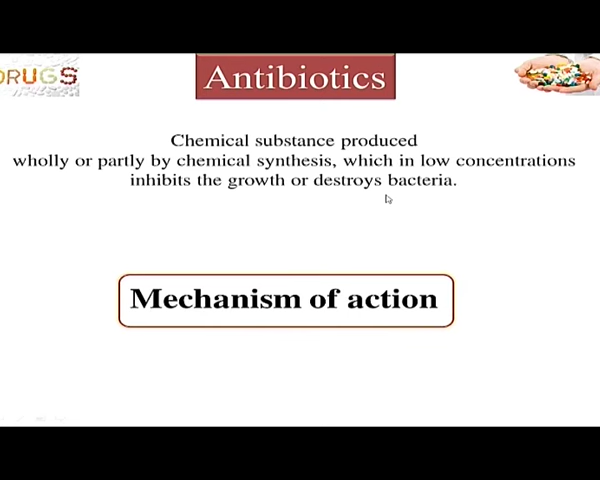 DRUGS
Antibiotics
Chemical substance produced
wholly or partly by chemical synthesis, which in low concentrations
inhibits the growth or destroys bacteria.
Mechanism of action